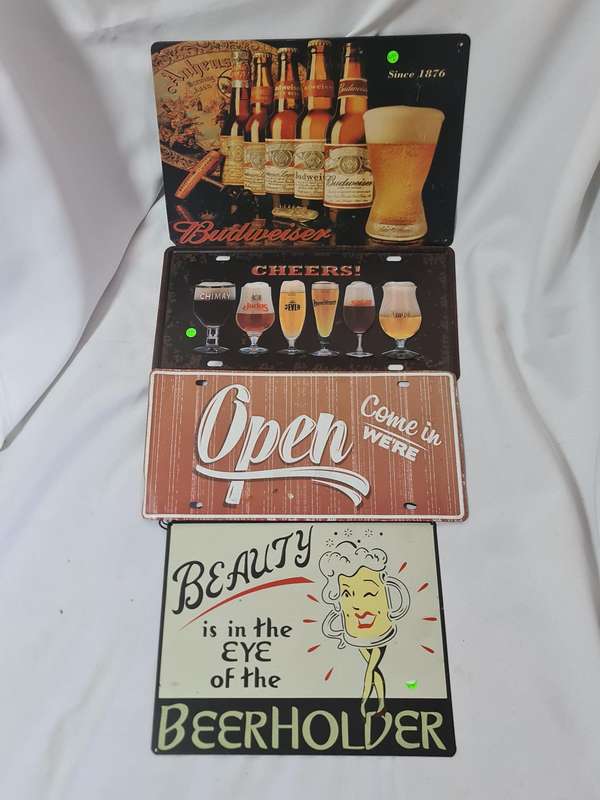 Anheus
Since 1876
Budweiser
Budweiser
Budweiser
CHEERS!
CHIMAY
Open
Come in
WE'RE
BEAUTY
is in the
EYE
of the
BEERHOLDER